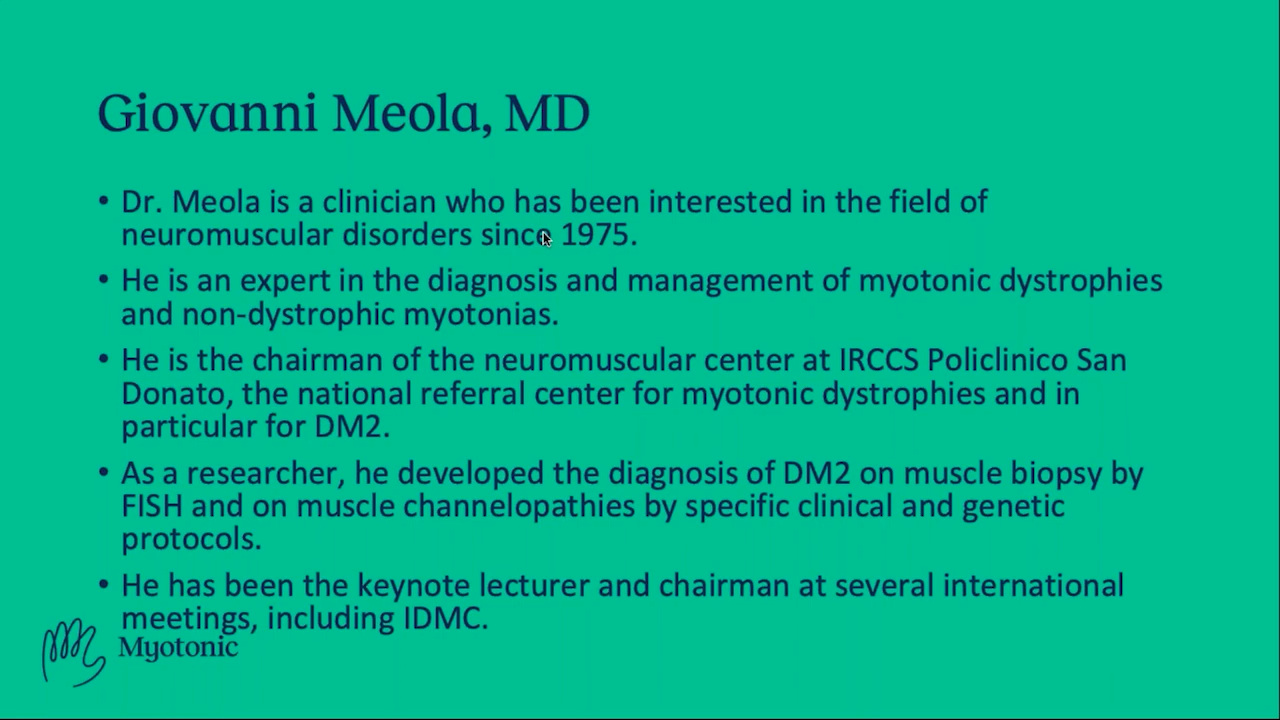 Giovanni Meola, MD
• Dr. Meola is a clinician who has been interested in the field of
neuromuscular disorders since 1975.
• He is an expert in the diagnosis and management of myotonic dystrophies
and non-dystrophic myotonias.
• He is the chairman of the neuromuscular center at IRCCS Policlinico San
Donato, the national referral center for myotonic dystrophies and in
particular for DM2.
• As a researcher, he developed the diagnosis of DM2 on muscle biopsy by
FISH and on muscle channelopathies by specific clinical and genetic
protocols.
• He has been the keynote lecturer and chairman at several international
meetings, including IDMC.
Myotonic